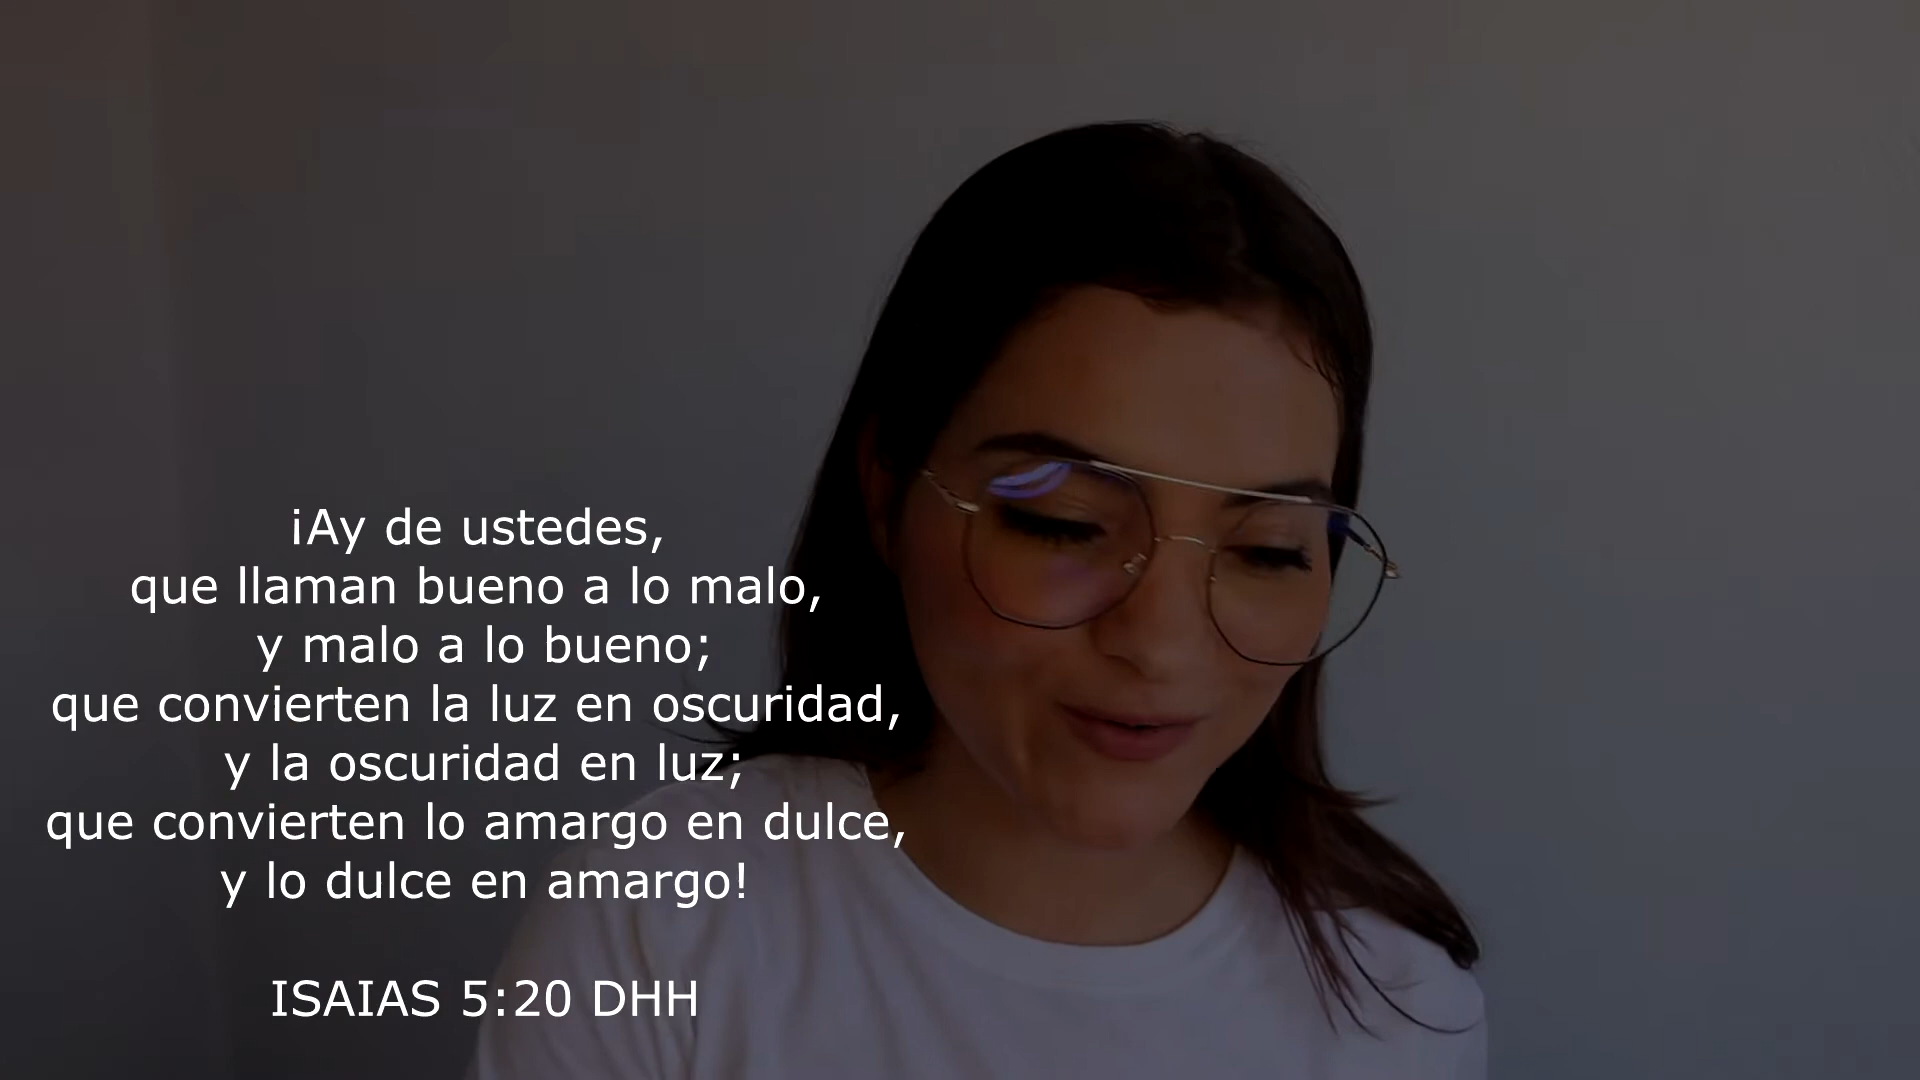 ¡Ay de ustedes,
que llaman bueno a lo malo,
y malo a lo bueno;
que convierten la luz en oscuridad,
y la oscuridad en luz;
que convierten lo amargo en dulce,
y lo dulce en amargo!
ISAIAS 5:20 DHH